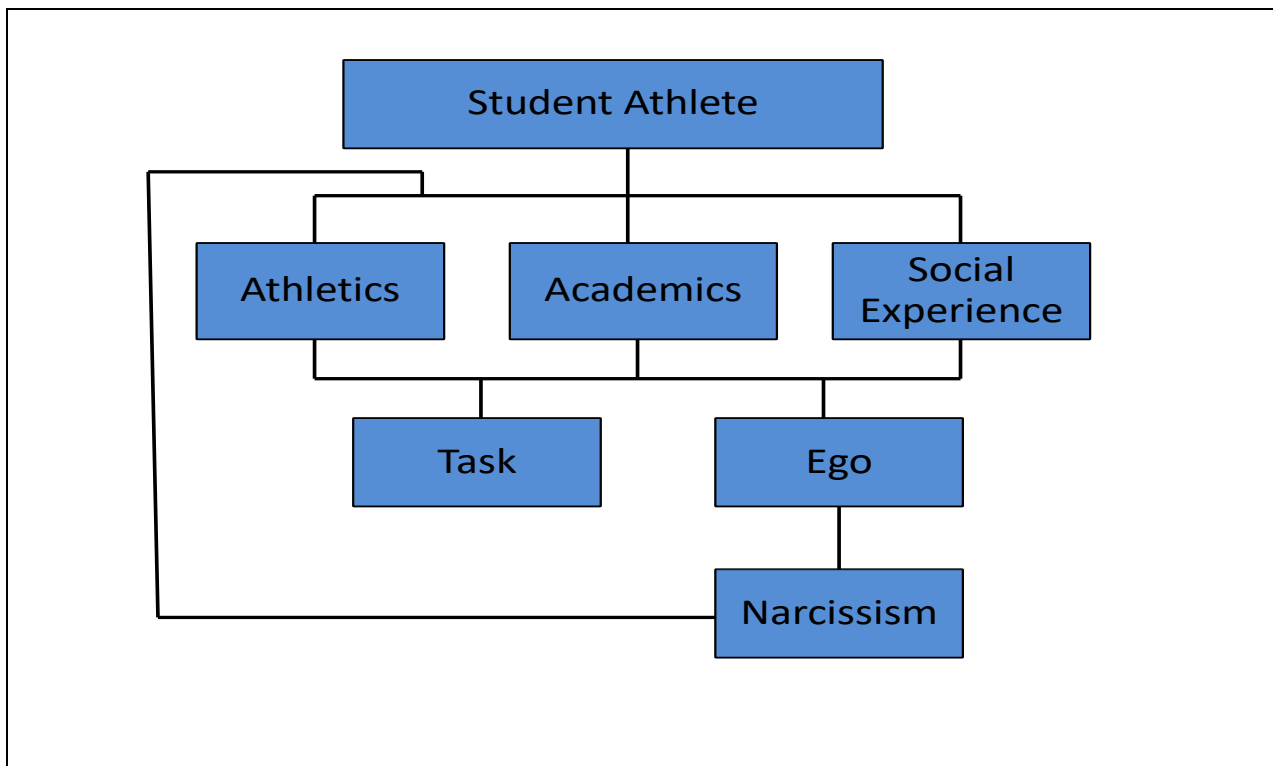 Student Athlete
Athletics
Academics
Social
Experience
Task
Ego
Narcissism